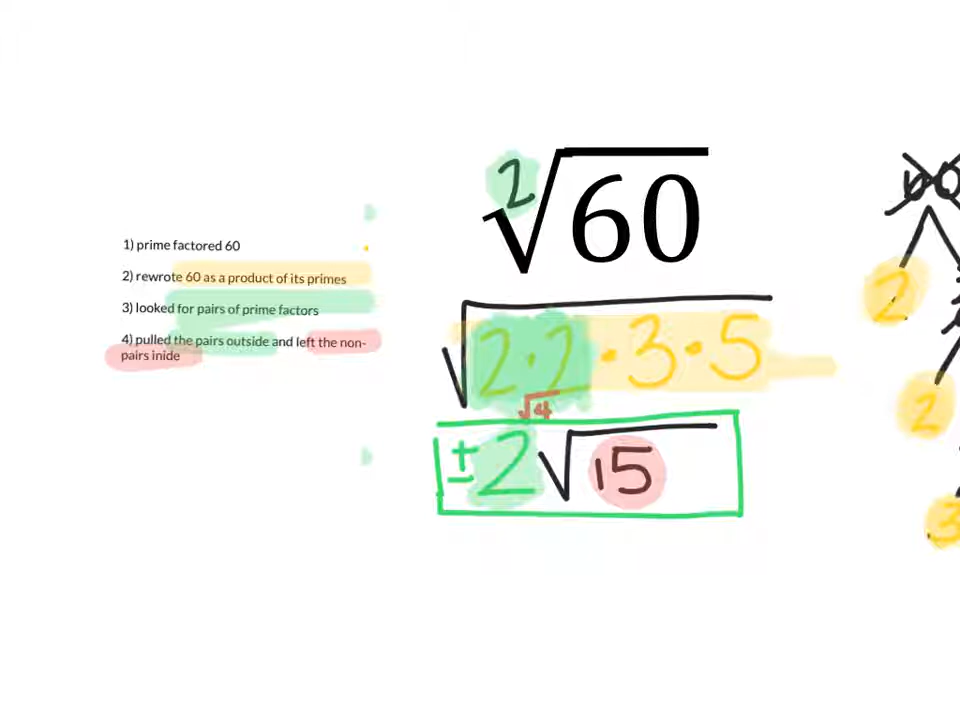 1) prime factored 60
2) rewrote 60 as a product of its primes
3) looked for pairs of prime factors
4) pulled the pairs outside and left the non-
pairs inide
2√60
√2·2·3·5
√4
±2√15
60
2
2
3